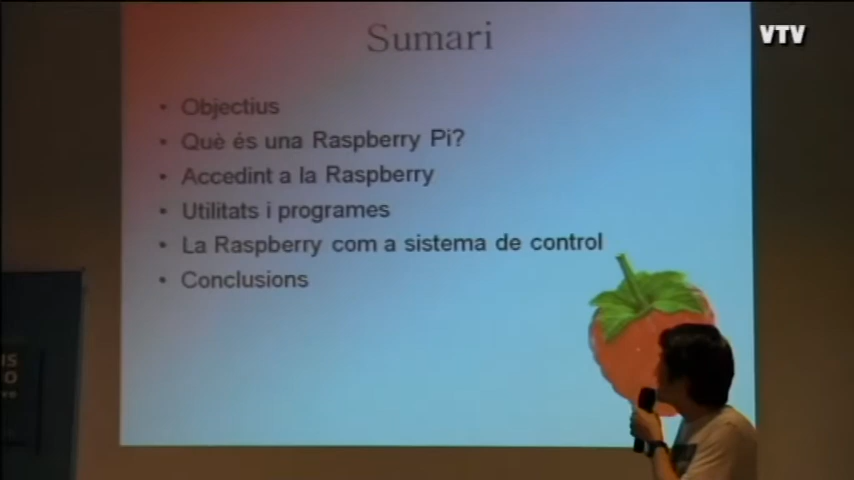 Sumari
VTV
• Objectius
• Què és una Raspberry Pi?
• Accedint a la Raspberry
• Utilitats i programes
• La Raspberry com a sistema de control
• Conclusions
IS
O